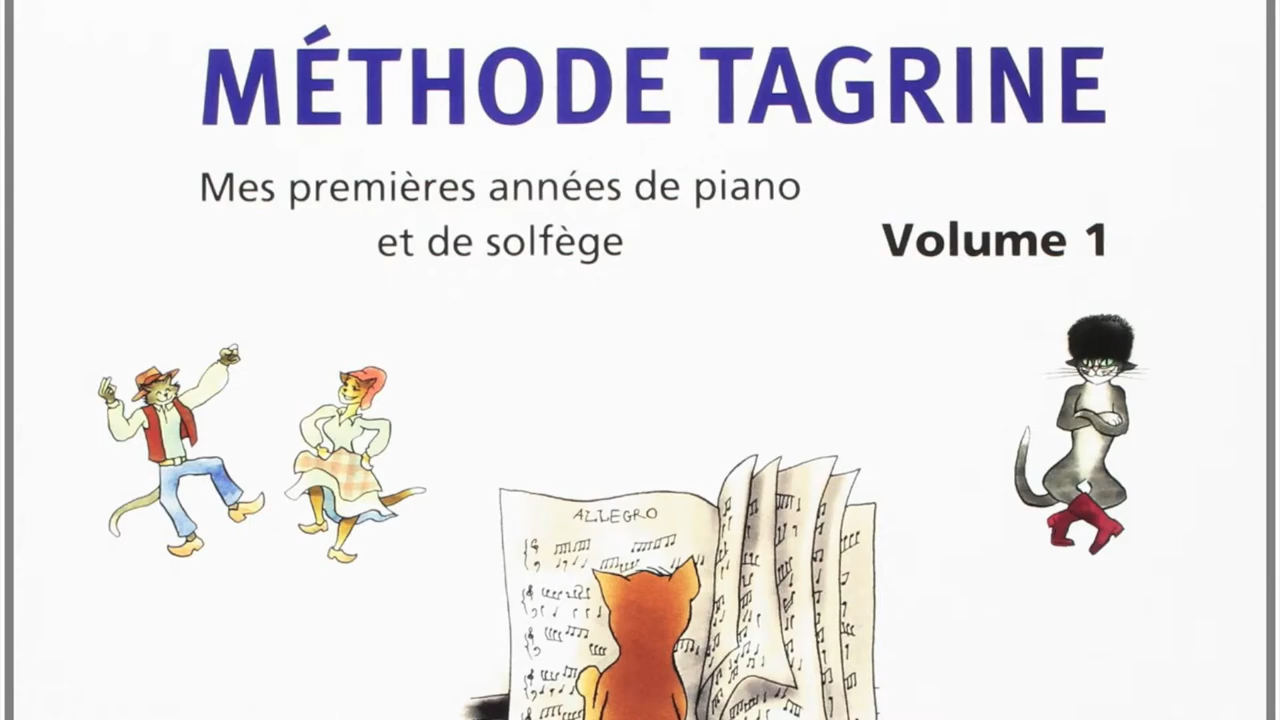 MÉTHODE TAGRINE
Mes premières années de piano
et de solfège
Volume 1
ALLEGRO